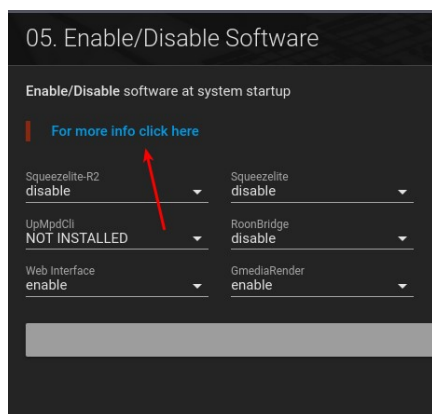 05. Enable/Disable Software
Enable/Disable software at system startup
For more info click here
Squeezelite-R2
Squeezelite
disable
disable
UpMpdCli
RoonBridge
NOT INSTALLED
disable
Web Interface
GmediaRender
enable
enable